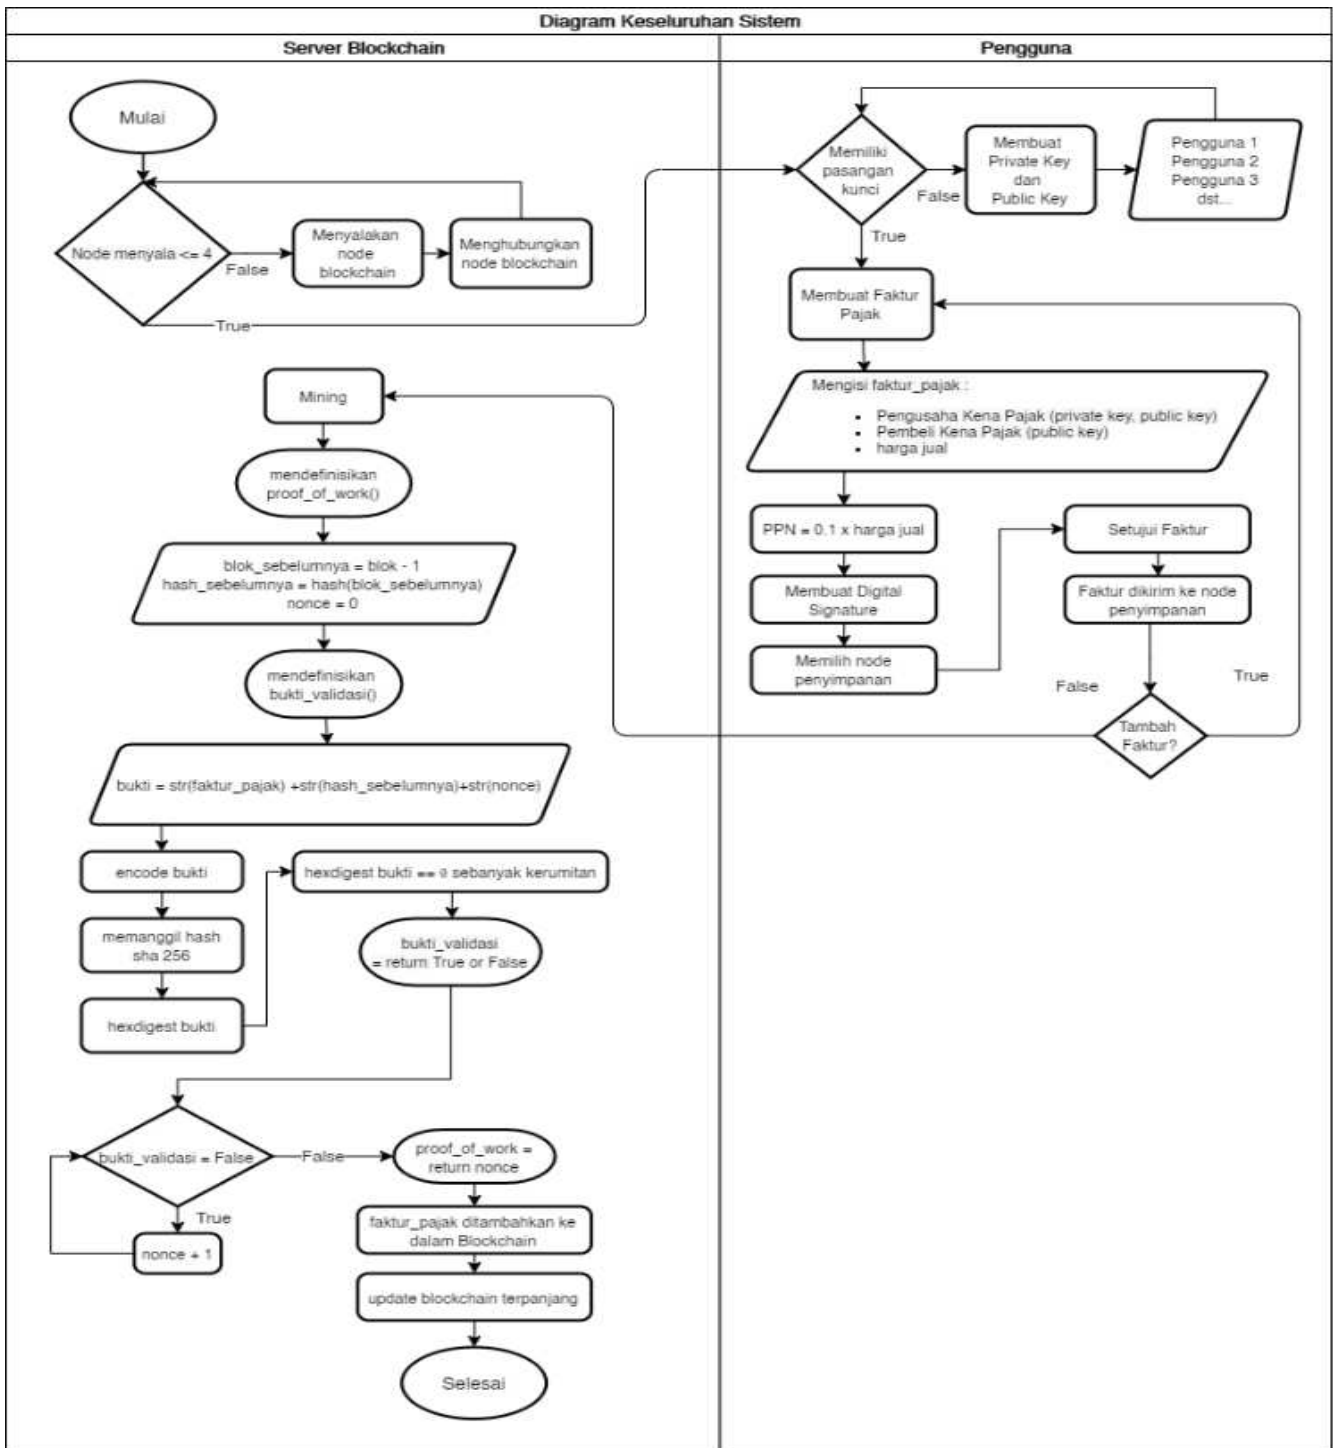 Diagram Keseluruhan Sistem
Server Blockchain
Pengguna
Mulai
Node menyala <= 4
False
Menyalakan
node
blockchain
Menghubungkan
node blockchain
True
Memiliki
pasangan
kunci
False
Membuat
Private Key
dan
Public Key
Pengguna 1
Pengguna 2
Pengguna 3
dst...
True
Membuat Faktur
Pajak
Mengisi faktur_pajak :
▪ Pengusaha Kena Pajak (private key, public key)
▪ Pembeli Kena Pajak (public key)
▪ harga jual
PPN = 0.1 x harga jual
Membuat Digital
Signature
Memilih node
penyimpanan
Setujui Faktur
Faktur dikirim ke node
penyimpanan
False
True
Tambah
Faktur?
Mining
mendefinisikan
proof_of_work()
blok_sebelumnya = blok - 1
hash_sebelumnya = hash(blok_sebelumnya)
nonce = 0
mendefinisikan
bukti_validasi()
bukti = str(faktur_pajak) +str(hash_sebelumnya)+str(nonce)
encode bukti
memanggil hash
sha 256
hexdigest bukti
hexdigest bukti == 0 sebanyak kerumitan
bukti_validasi
= return True or False
bukti_validasi = False
False
True
nonce + 1
proof_of_work =
return nonce
faktur_pajak ditambahkan ke
dalam Blockchain
update blockchain terpanjang
Selesai